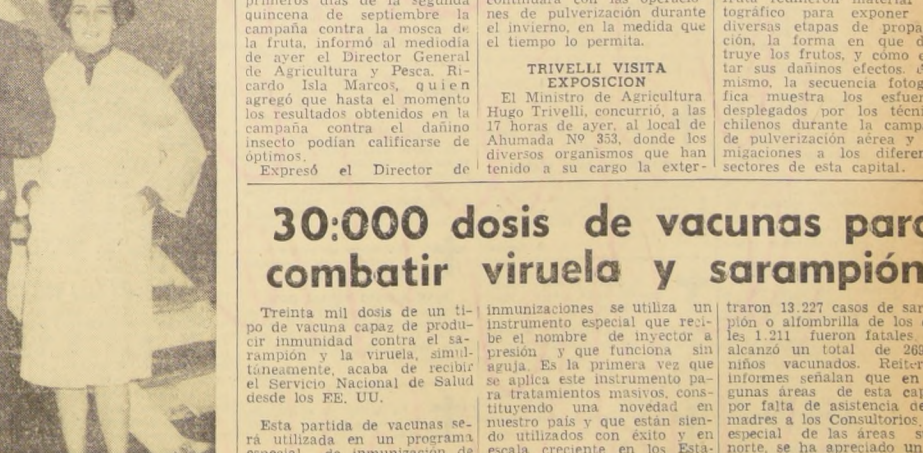 primeros días de la segunda
quincena de septiembre la
campaña contra la mosca de
la fruta, informó al mediodía
de ayer el Director General
de Agricultura y Pesca. Ri-
cardo Isla Marcos, quien
agregó que hasta el momento
los resultados obtenidos en la
campaña contra el dañino
insecto podían calificarse de
óptimos.
Expresó el Director de
nes de pulverización durante
el invierno, en la medida que
el tiempo lo permita.
TRIVELLI VISITA
EXPOSICION
El Ministro de Agricultura
Hugo Trivelli, concurrió, a las
17 horas de ayer, al local de
Ahumada Nº 353, donde los
diversos organismos que han
tenido a su cargo la exter-
tográfico para exponer
diversas etapas de propa
ción, la forma en que d
truye los frutos, y cómo e
tar sus dañinos efectos.
mismo, la secuencia fotog
fica muestra los esfuer
desplegados por los técni
chilenos durante la camp
de pulverización aérea y
migaciones a los diferen
sectores de esta capital.
30:000 dosis de vacunas para
combatir viruela y sarampión
Treinta mil dosis de un ti-
po de vacuna capaz de produ-
cir inmunidad contra el sa-
rampión y la viruela, simul-
táneamente, acaba de recibir
el Servicio Nacional de Salud
desde los EE. UU.
Esta partida de vacunas se-
rá utilizada en un programa
especial de inmunización de
inmunizaciones se utiliza un
instrumento especial que reci-
be el nombre de inyector a
presión y que funciona sin
aguja. Es la primera vez que
se aplica este instrumento pa-
ra tratamientos masivos, cons-
tituyendo una novedad en
nuestro país y que están sien-
do utilizados con éxito y en
escala creciente en los Esta-
traron 13.227 casos de sar
pión o alfombrilla de los
les 1.211 fueron fatales,
alcanzó un total de 269
niños vacunados. Reiter
informes señalan que en
gunas áreas de esta cap
por falta de asistencia de
madres a los Consultorios,
especial de las áreas su
norte, se ha apreciado un